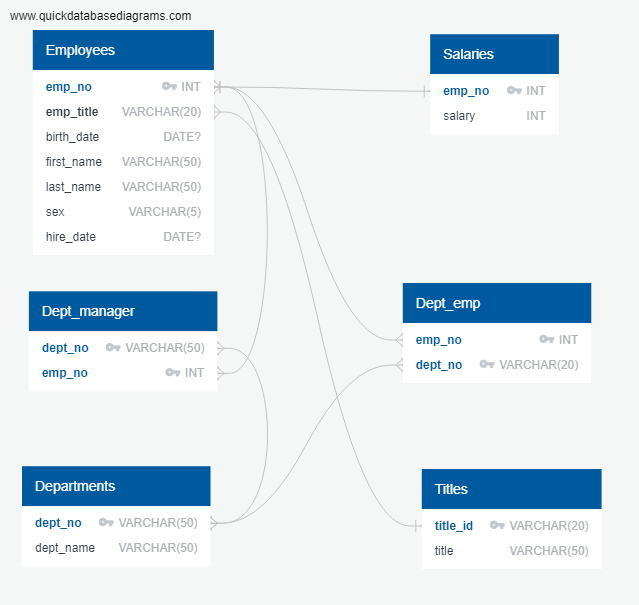 www.quickdatabasediagrams.com
Employees
emp_no INT
emp_title VARCHAR(20)
birth_date DATE?
first_name VARCHAR(50)
last_name VARCHAR(50)
sex VARCHAR(5)
hire_date DATE?
Salaries
emp_no INT
salary INT
Dept_manager
dept_no VARCHAR(50)
emp_no INT
Dept_emp
emp_no INT
dept_no VARCHAR(20)
Departments
dept_no VARCHAR(50)
dept_name VARCHAR(50)
Titles
title_id VARCHAR(20)
title VARCHAR(50)